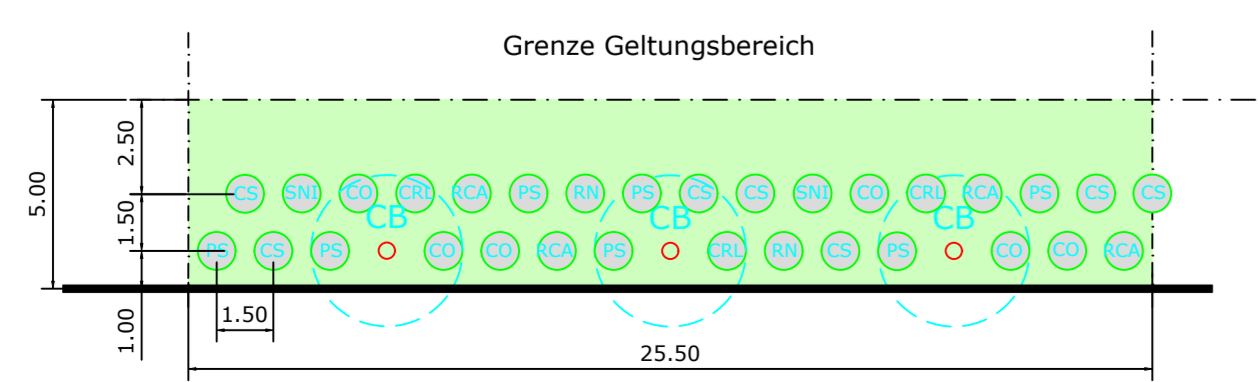 Grenze Geltungsbereich
5.00
2.50
1.50
1.00
CS SNI CO CRL RCA PS RN PS CS CS SNI CO CRL RCA PS CS CS
CB CB CB
PS CS PS CO CO RCA PS CRL RN CS PS CO CO RCA
1.50
25.50